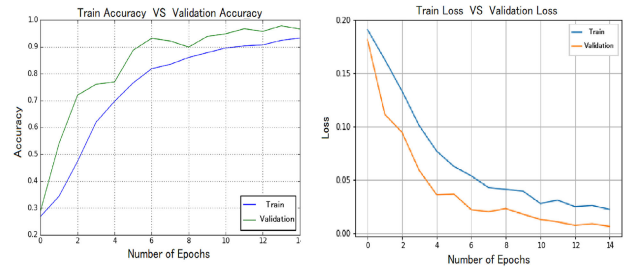 Train Accuracy VS Validation Accuracy
1.0
0.9
0.8
0.7
0.6
0.5
0.4
0.3
0.2
Accuracy
0 2 4 6 8 10 12 14
Number of Epochs
Train
Validation
Train Loss VS Validation Loss
0.20
0.15
0.10
0.05
0.00
Loss
0 2 4 6 8 10 12 14
Number of Epochs
Train
Validation